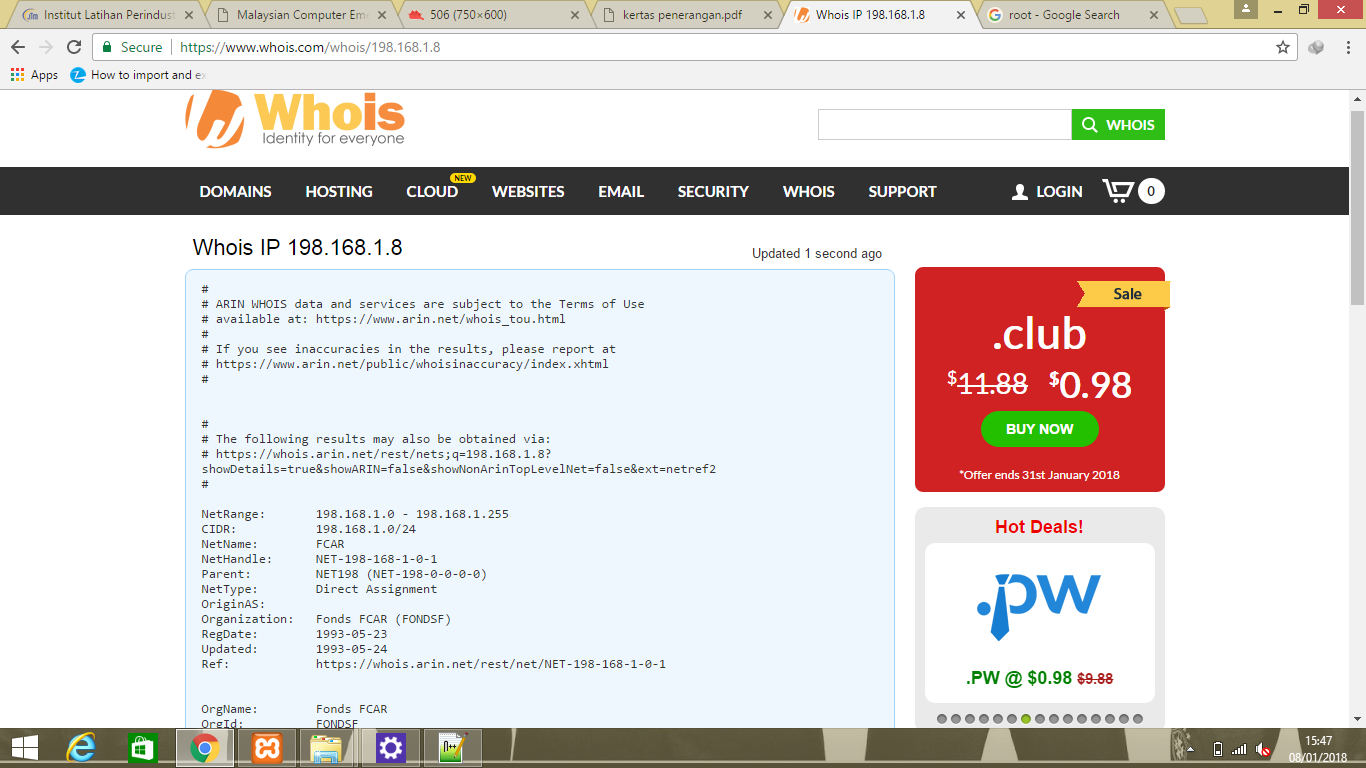 Institut Latihan Perindust
Malaysian Computer Eme
506 (750×600)
kertas penerangan.pdf
Whois IP 198.168.1.8
root - Google Search
Secure
https://www.whois.com/whois/198.168.1.8
Apps
How to import and ex
Whois
Identity for everyone
WHOIS
NEW
DOMAINS HOSTING CLOUD WEBSITES EMAIL SECURITY WHOIS SUPPORT LOGIN 0
Whois IP 198.168.1.8
Updated 1 second ago
#
# ARIN WHOIS data and services are subject to the Terms of Use
# available at: https://www.arin.net/whois_tou.html
#
# If you see inaccuracies in the results, please report at
# https://www.arin.net/public/whoisinaccuracy/index.xhtml
#
#
# The following results may also be obtained via:
# https://whois.arin.net/rest/nets;q=198.168.1.8?
showDetails=true&showARIN=false&showNonArinTopLevelNet=false&ext=netref2
#
NetRange: 198.168.1.0 - 198.168.1.255
CIDR: 198.168.1.0/24
NetName: FCAR
NetHandle: NET-198-168-1-0-1
Parent: NET198 (NET-198-0-0-0-0)
NetType: Direct Assignment
OriginAS:
Organization: Fonds FCAR (FONDSF)
RegDate: 1993-05-23
Updated: 1993-05-24
Ref: https://whois.arin.net/rest/net/NET-198-168-1-0-1
OrgName: Fonds FCAR
OrgId: FONDSF
Sale
.club
$11.88 $0.98
BUY NOW
*Offer ends 31st January 2018
Hot Deals!
.pw
.PW @ $0.98 $9.88
15:47
08/01/2018